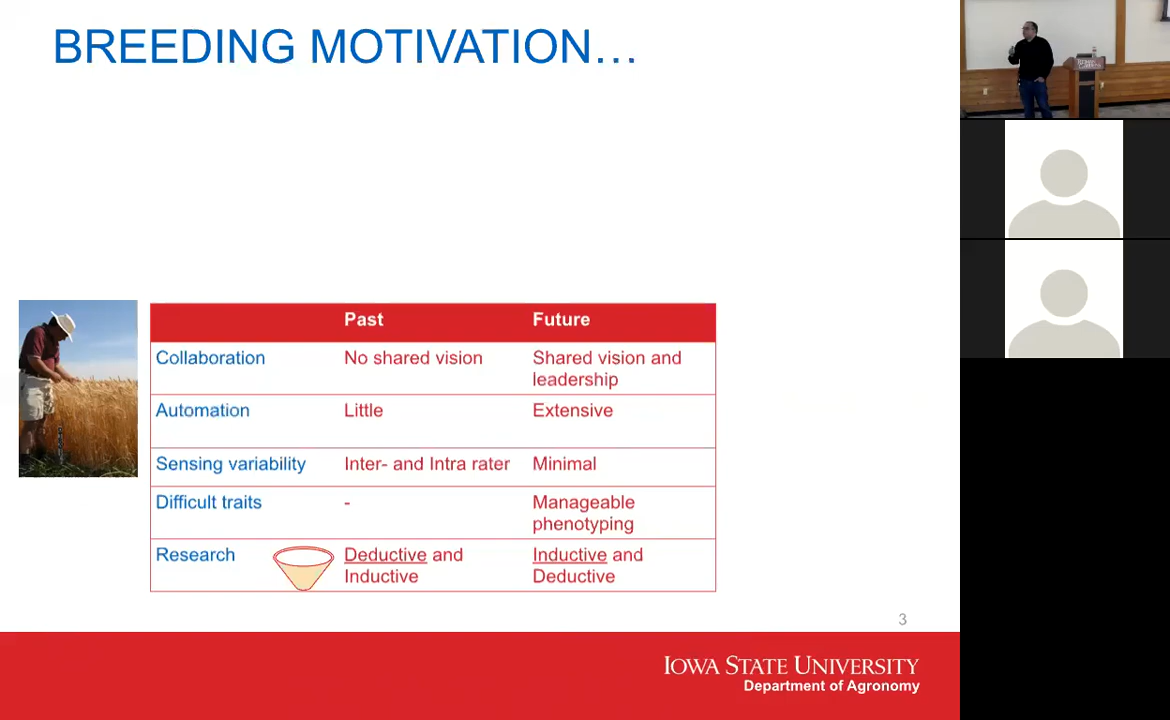 BREEDING MOTIVATION…
Past Future
Collaboration No shared vision Shared vision and
leadership
Automation Little Extensive
Sensing variability Inter- and Intra rater Minimal
Difficult traits - Manageable
phenotyping
Research Deductive and Inductive and
Inductive Deductive
3
IOWA STATE UNIVERSITY
Department of Agronomy